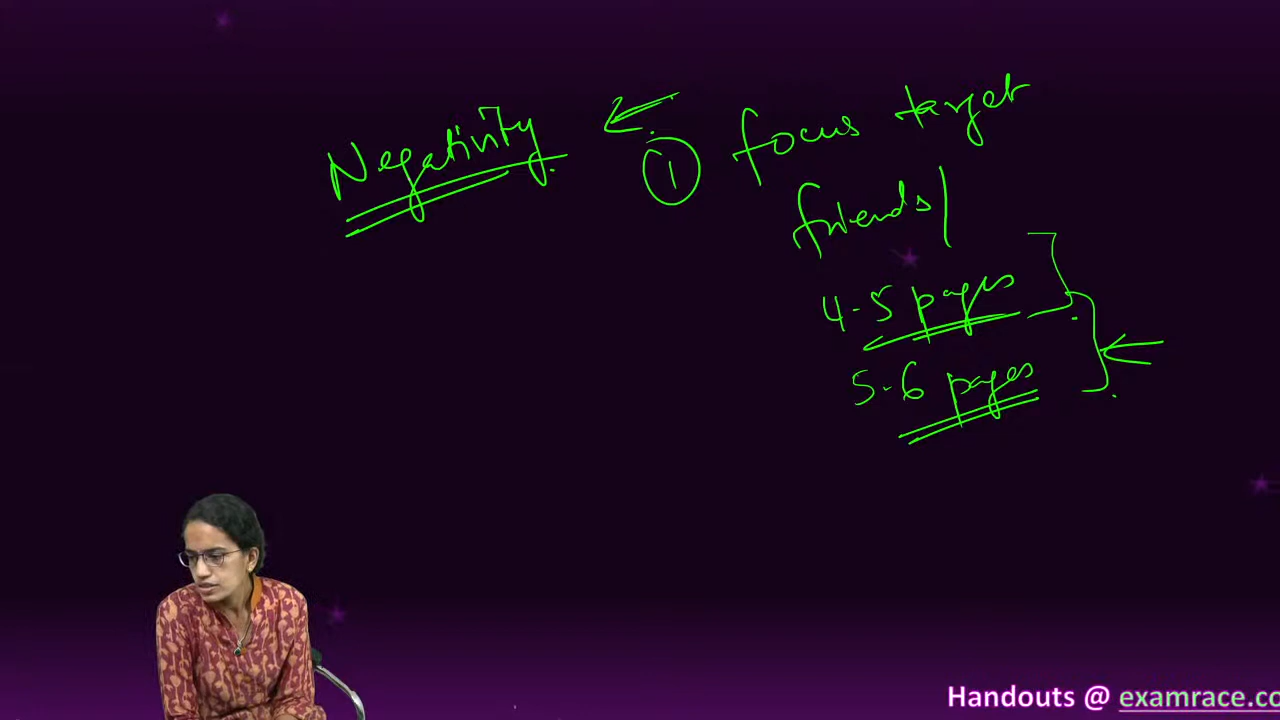 Negativity
① focus target
friends
4-5 pages
5-6 pages
Handouts @ examrace.co